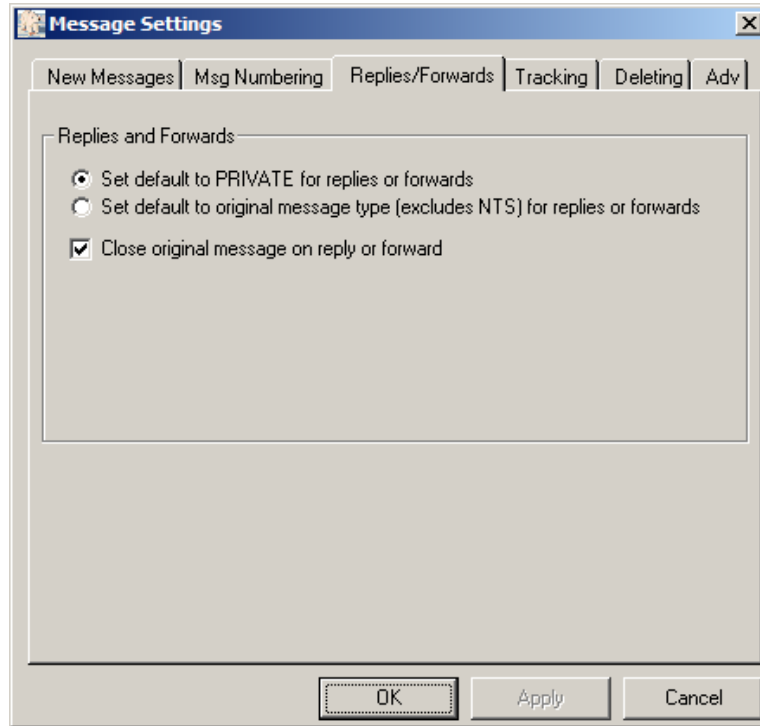 Message Settings
New Messages Msg Numbering Replies/Forwards Tracking Deleting Adv
Replies and Forwards
Set default to PRIVATE for replies or forwards
Set default to original message type (excludes NTS) for replies or forwards
Close original message on reply or forward
OK Apply Cancel